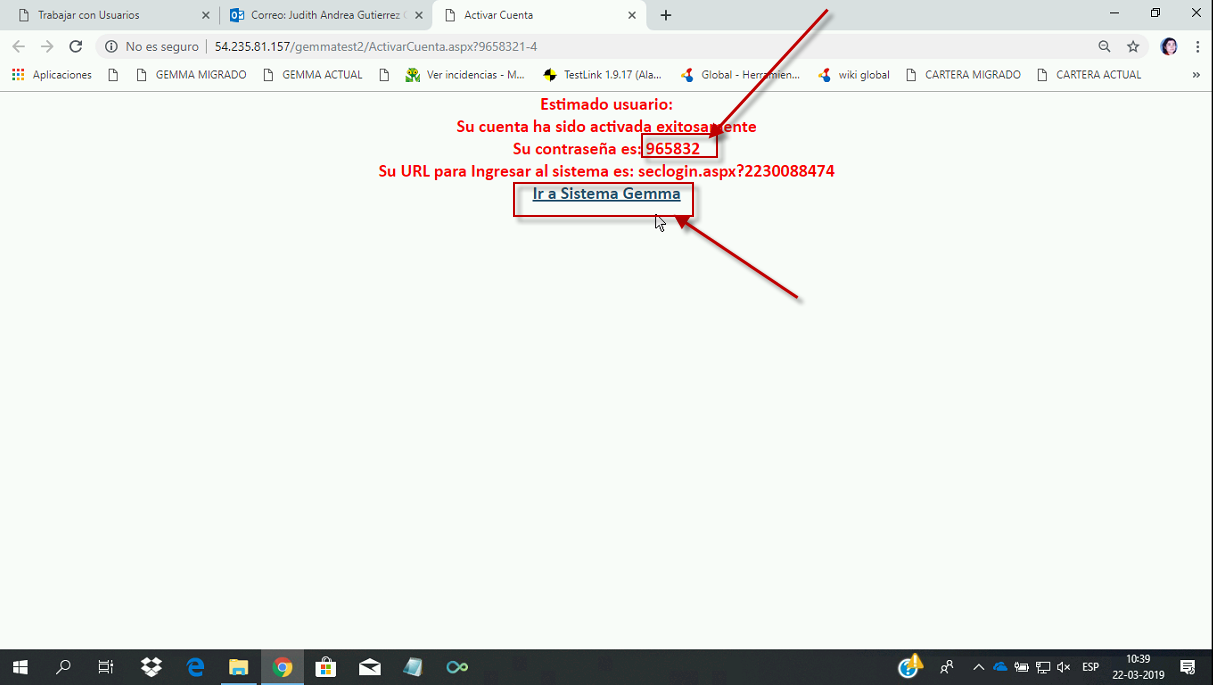 Trabajar con Usuarios
Correo: Judith Andrea Gutierrez
Activar Cuenta
No es seguro
54.235.81.157/gemmatest2/ActivarCuenta.aspx?9658321-4
Aplicaciones
GEMMA MIGRADO
GEMMA ACTUAL
Ver incidencias - M...
TestLink 1.9.17 (Ala...
Global - Herramien...
wiki global
CARTERA MIGRADO
CARTERA ACTUAL
»
Estimado usuario:
Su cuenta ha sido activada exitosamente
Su contraseña es: 965832
Su URL para Ingresar al sistema es: seclogin.aspx?2230088474
Ir a Sistema Gemma
ESP
10:39
22-03-2019